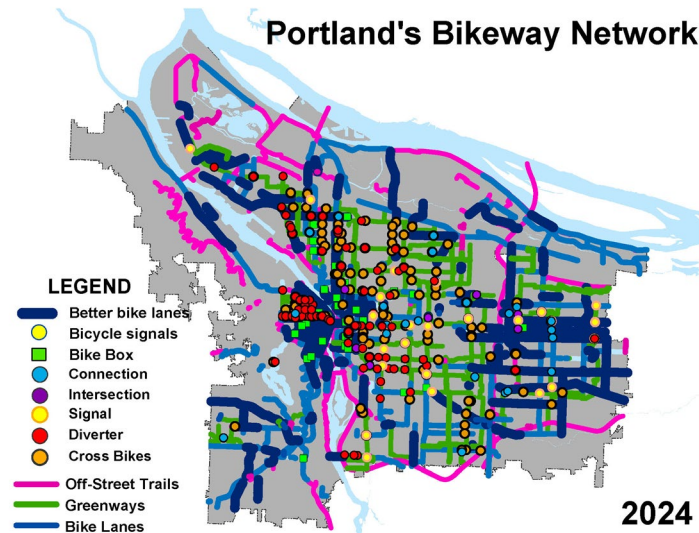 Portland's Bikeway Network
LEGEND
Better bike lanes
Bicycle signals
Bike Box
Connection
Intersection
Signal
Diverter
Cross Bikes
Off-Street Trails
Greenways
Bike Lanes
2024